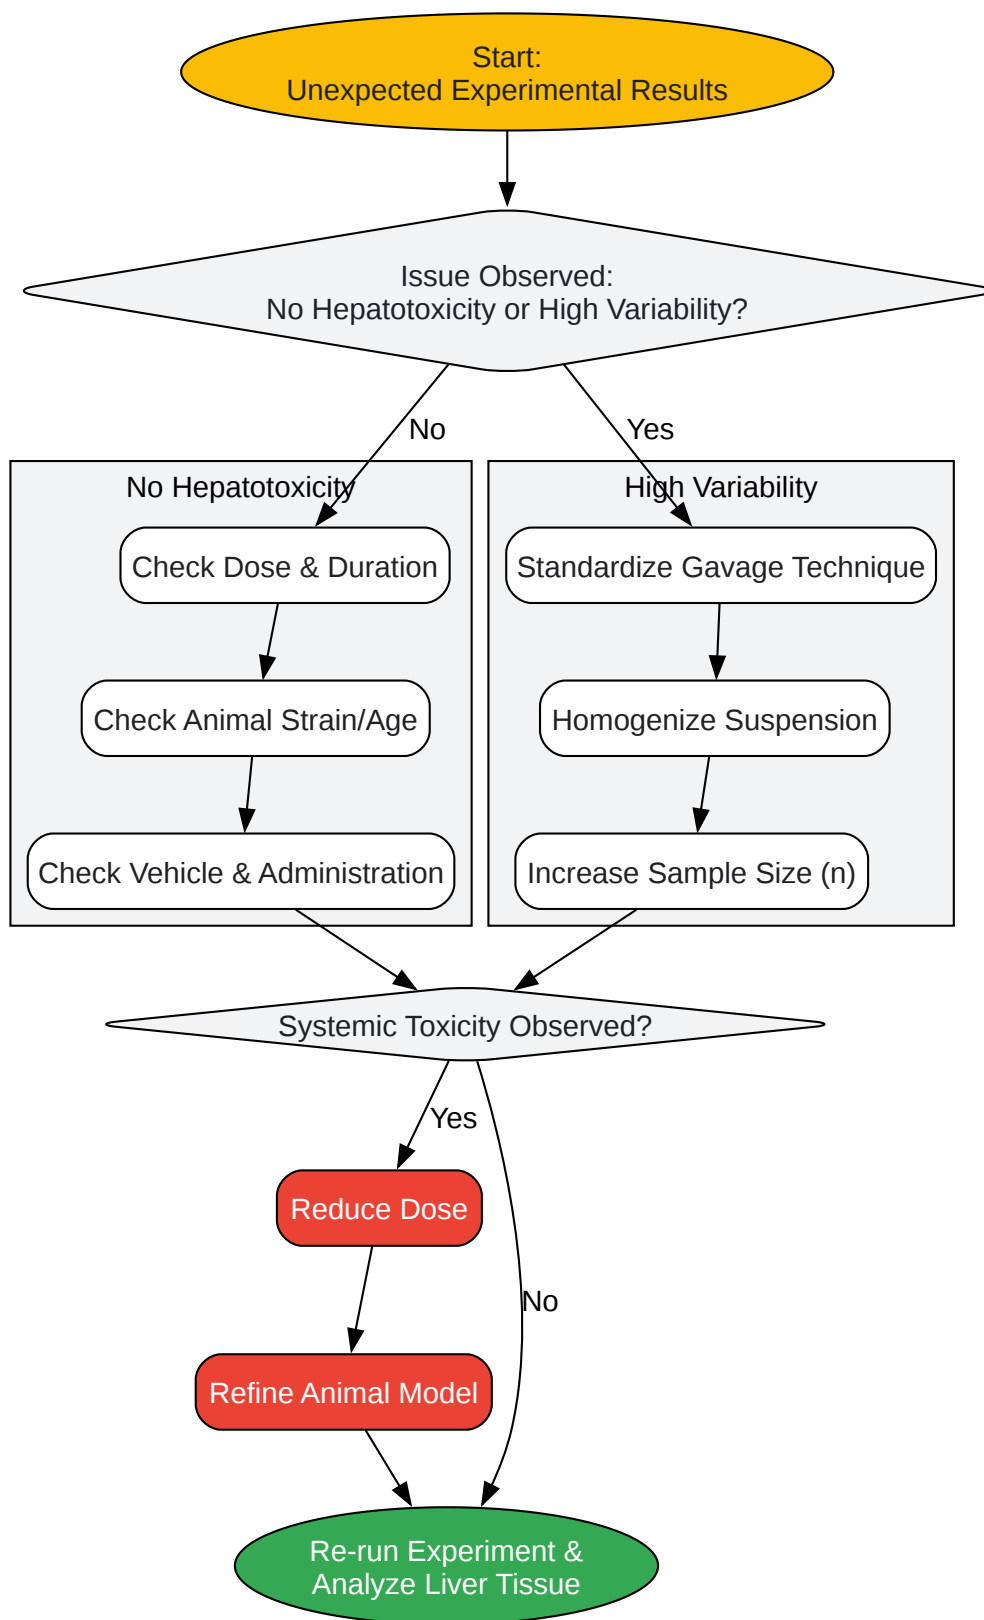 Start:
Unexpected Experimental Results
Issue Observed:
No Hepatotoxicity or High Variability?
No
Yes
No Hepatotoxicity
Check Dose & Duration
Check Animal Strain/Age
Check Vehicle & Administration
High Variability
Standardize Gavage Technique
Homogenize Suspension
Increase Sample Size (n)
Systemic Toxicity Observed?
Yes
Reduce Dose
No
Refine Animal Model
Re-run Experiment &
Analyze Liver Tissue